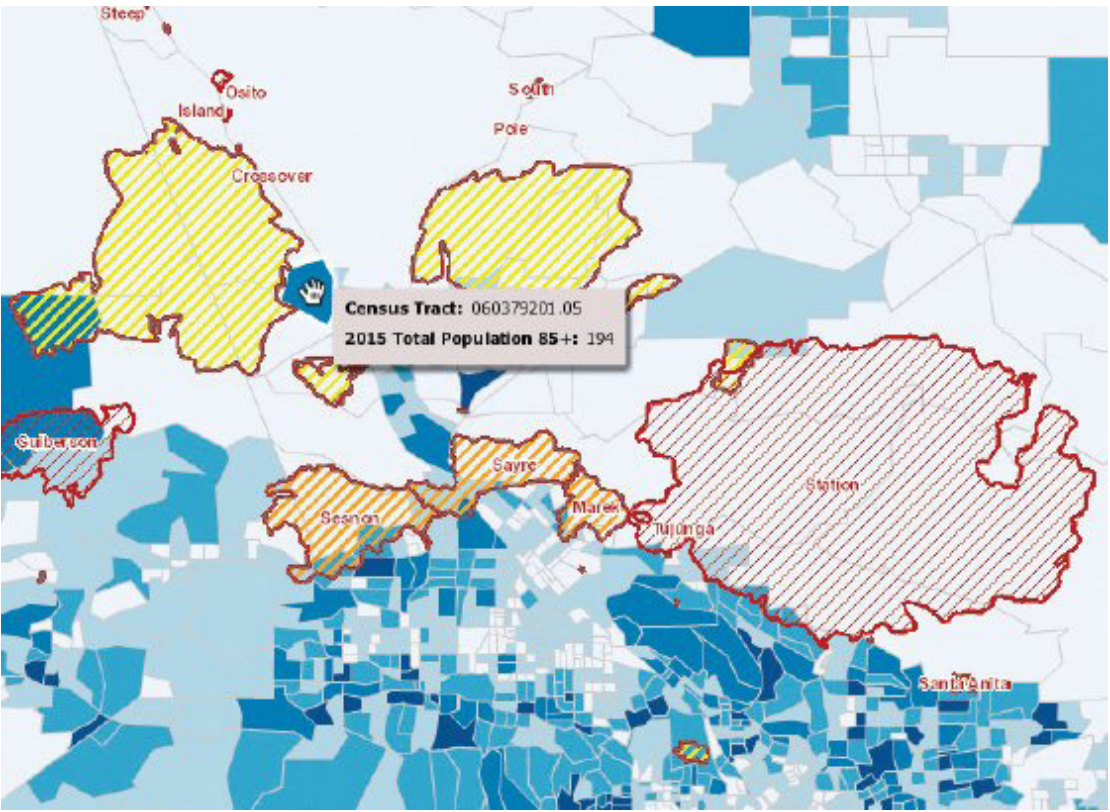 Steep
Osito
Island
South
Pole
Crossover
Census Tract: 060379201.05
2015 Total Population 85+: 194
Guiberson
Sayre
Sesnon
Marek
Station
Tujunga
Santa Anita